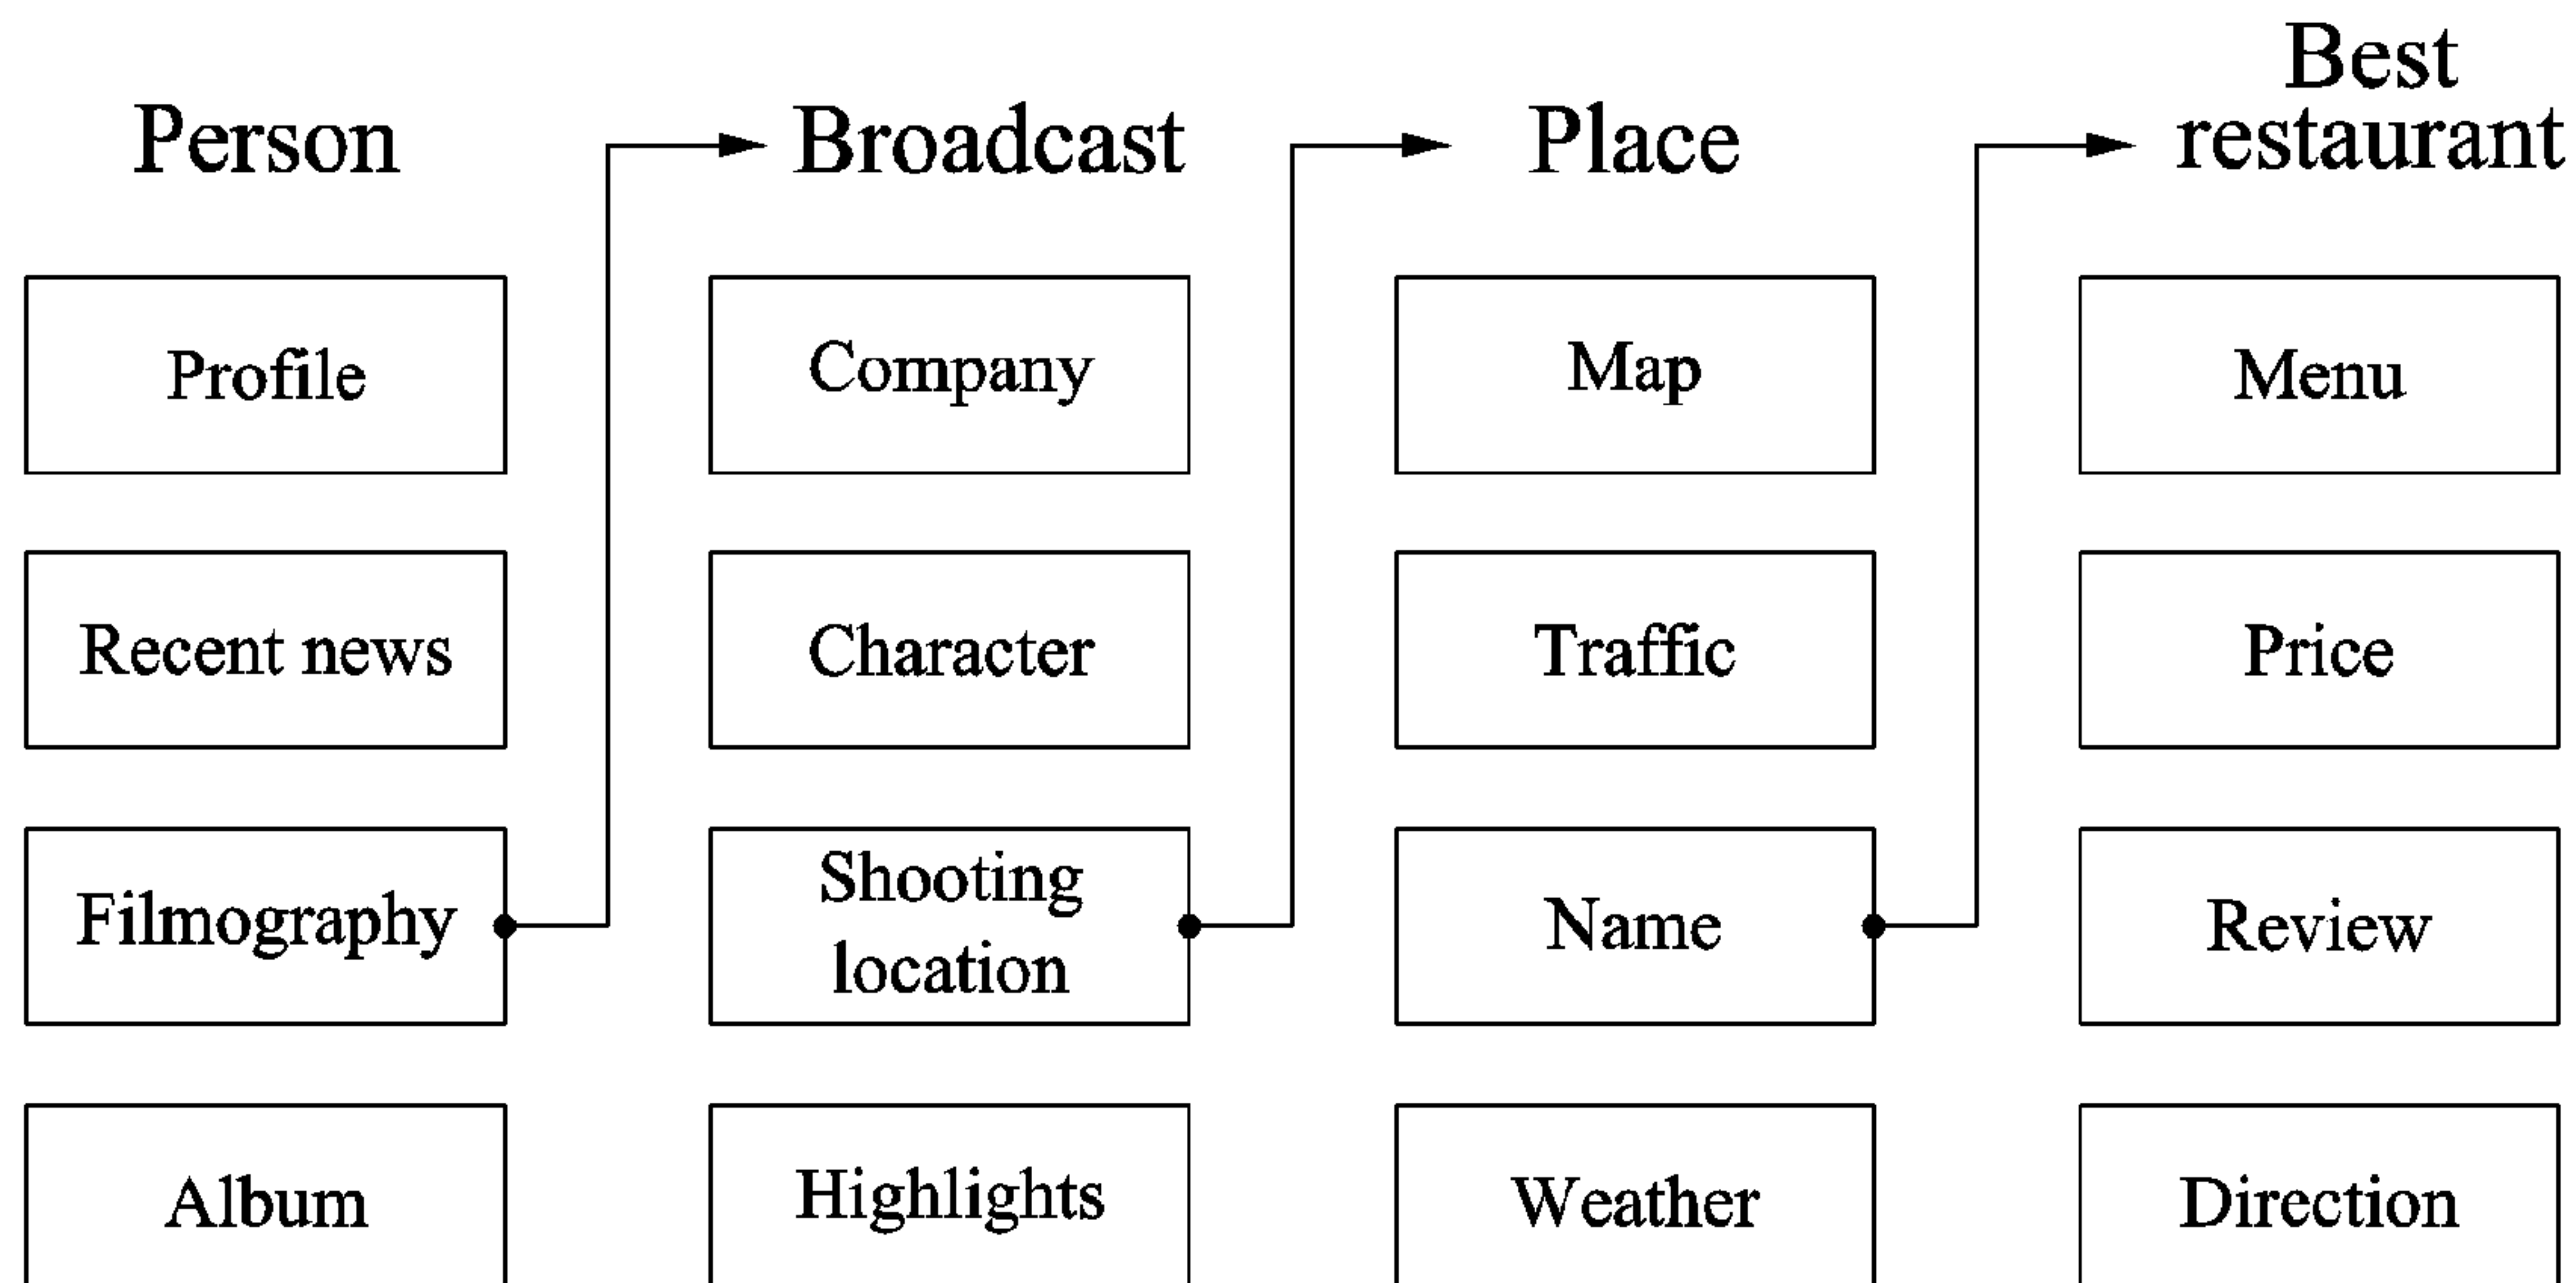 Person
Broadcast
Place
Best
restaurant
Profile
Company
Map
Menu
Recent news
Character
Traffic
Price
Filmography
Shooting
location
Name
Review
Album
Highlights
Weather
Direction